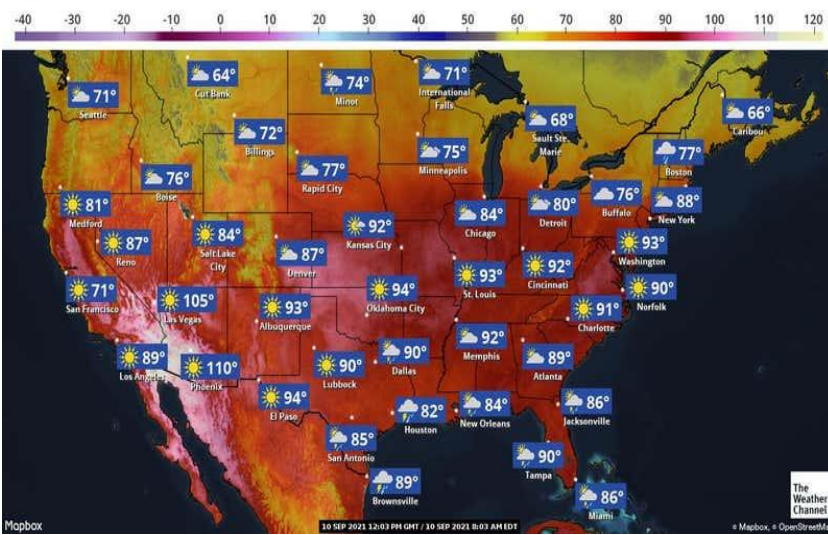 -40 -30 -20 -10 0 10 20 30 40 50 60 70 80 90 100 110 120
64°
Cut Bank
74°
Minot
71°
International
Falls
71°
Seattle
68°
Sault Ste.
Marie
66°
Caribou
72°
Billings
75°
Minneapolis
77°
Boston
77°
Rapid City
76°
Boise
80°
Detroit
76°
Buffalo
88°
New York
81°
Medford
84°
Chicago
92°
Kansas City
87°
Reno
84°
Salt Lake
City
87°
Denver
93°
Washington
92°
Cincinnati
93°
St. Louis
71°
San Francisco
105°
Las Vegas
93°
Albuquerque
94°
Oklahoma City
90°
Norfolk
91°
Charlotte
92°
Memphis
89°
Los Angeles
110°
Phoenix
90°
Lubbock
90°
Dallas
89°
Atlanta
94°
El Paso
82°
Houston
84°
New Orleans
86°
Jacksonville
85°
San Antonio
90°
Tampa
89°
Brownsville
86°
Miami
The
Weather
Channel
Mapbox
10 SEP 2021 12:03 PM GMT / 10 SEP 2021 8:03 AM EDT
© Mapbox, © OpenStreetMa